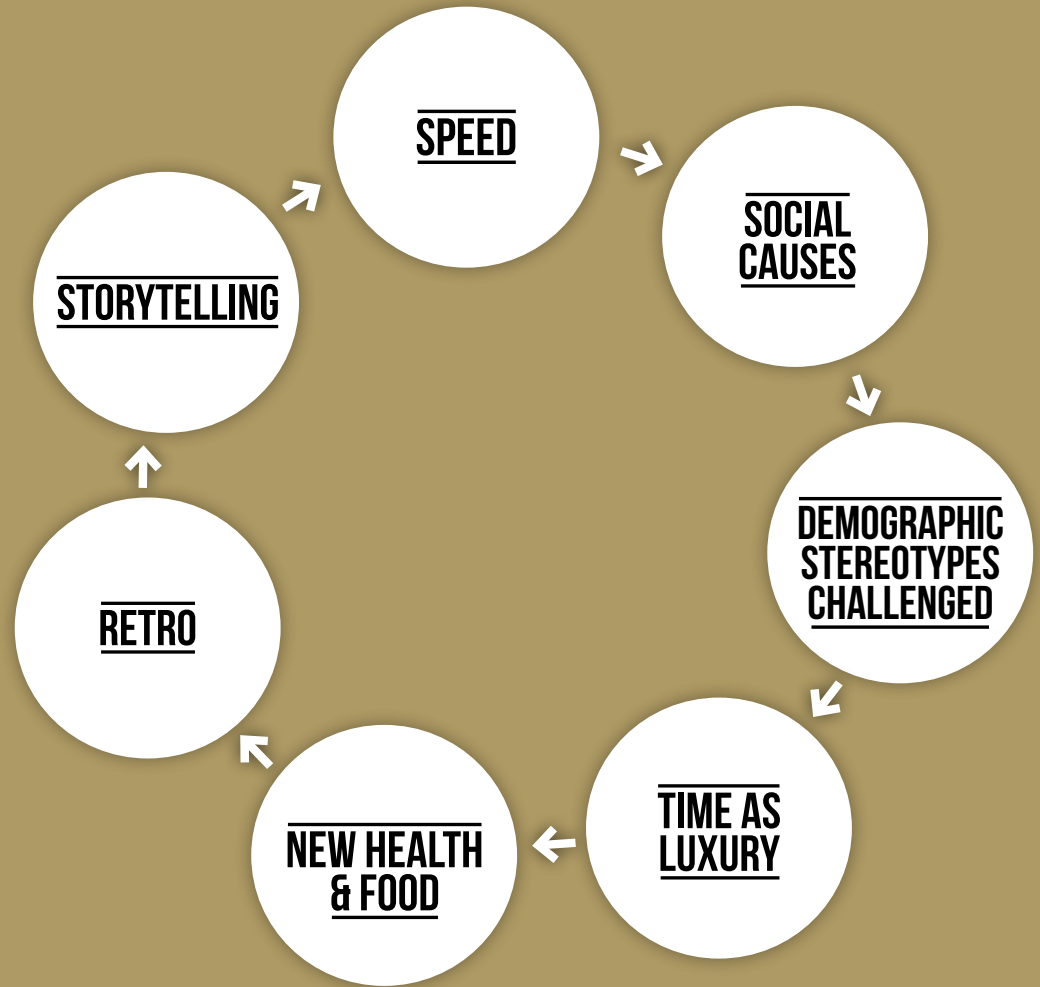 SPEED
SOCIAL
CAUSES
DEMOGRAPHIC
STEREOTYPES
CHALLENGED
TIME AS
LUXURY
NEW HEALTH
& FOOD
RETRO
STORYTELLING